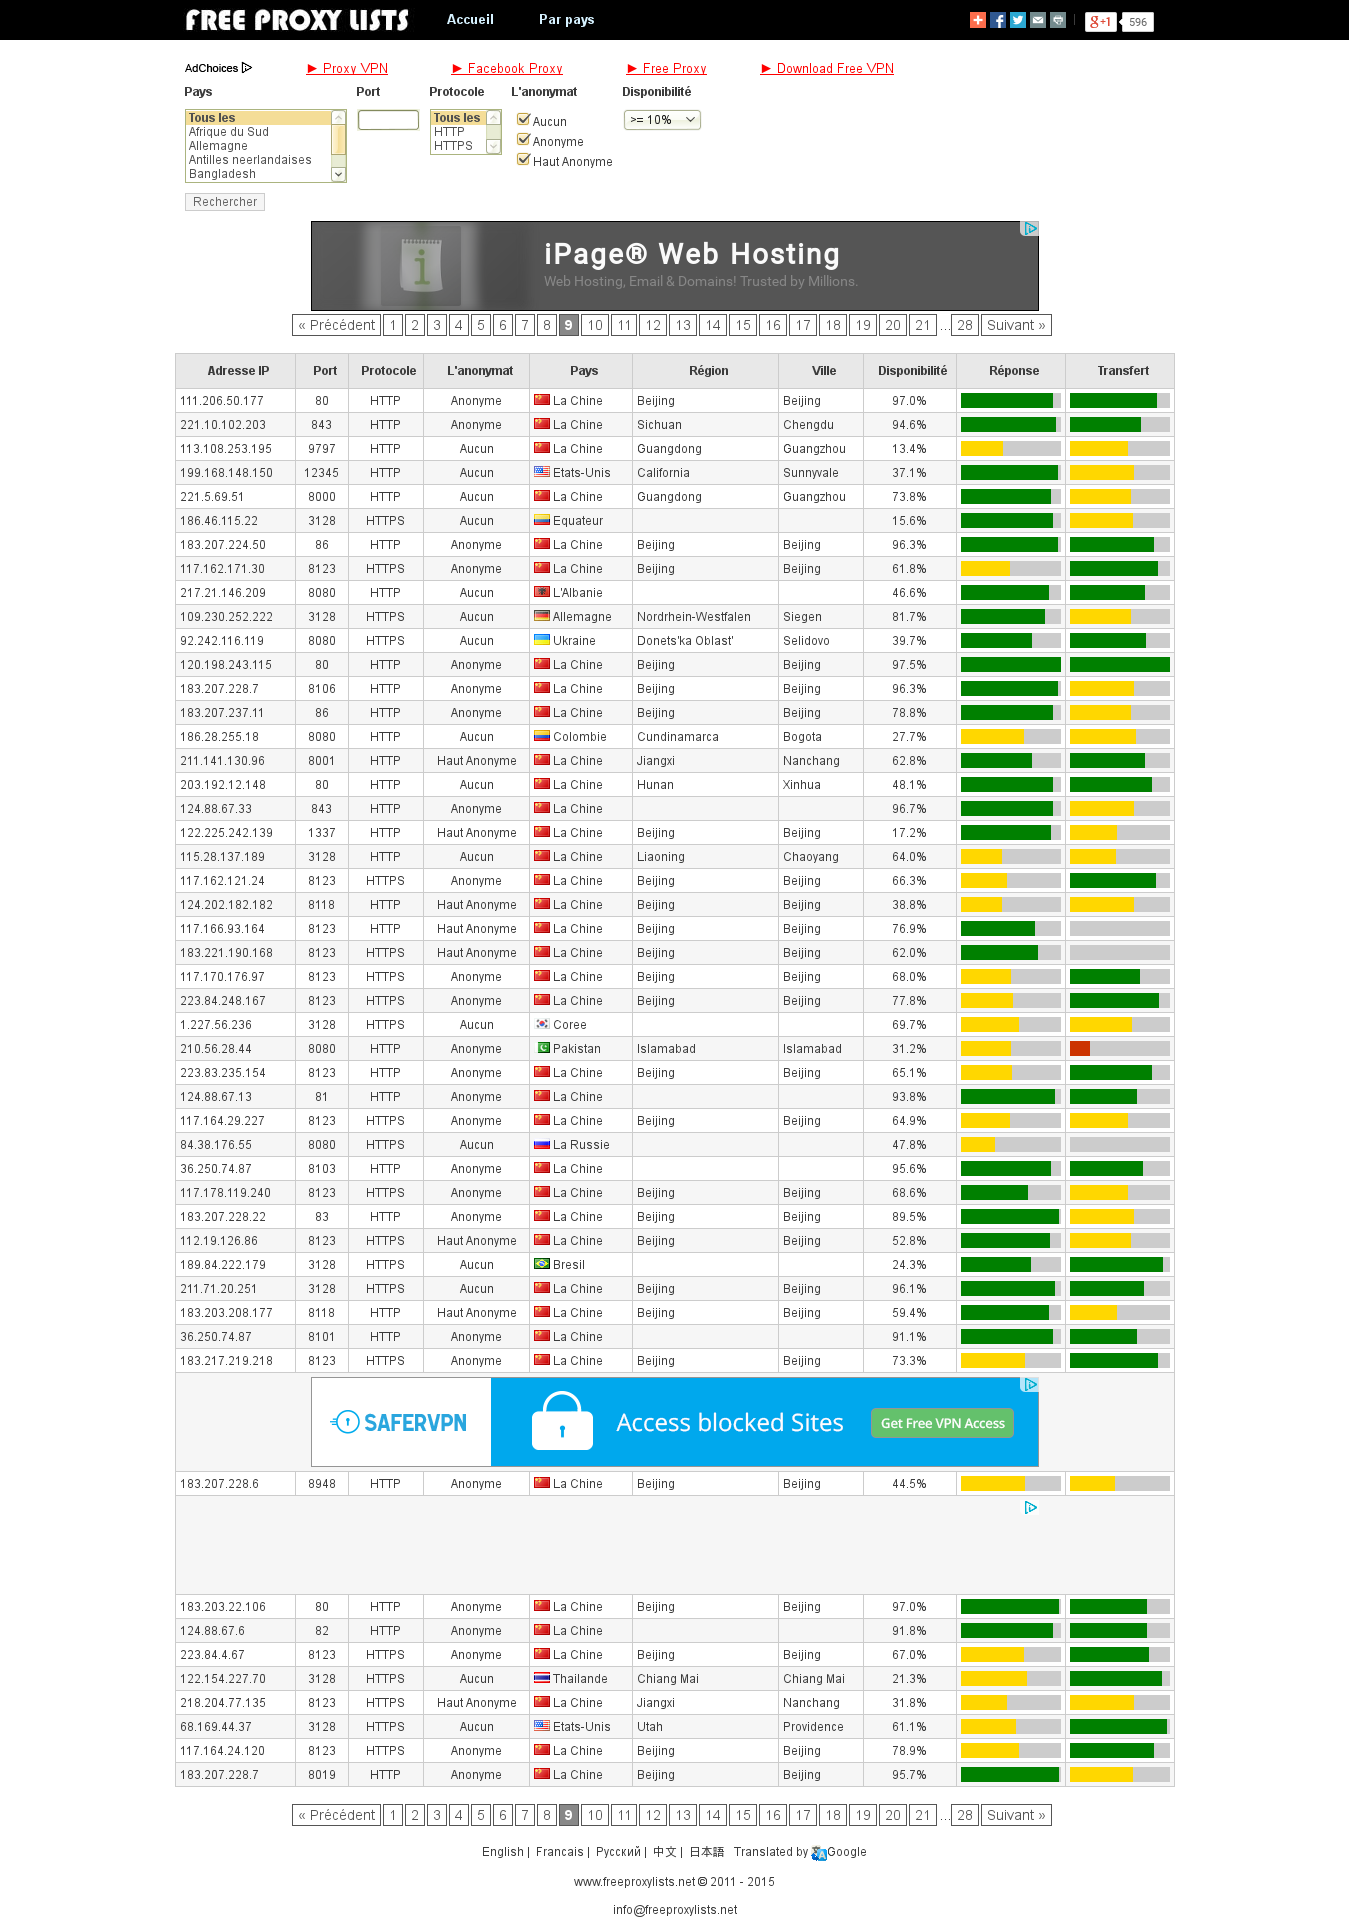 FREE PROXY LISTS Accueil Par pays 596
AdChoices ► Proxy VPN ► Facebook Proxy ► Free Proxy ► Download Free VPN
Pays Port Protocole L'anonymat Disponibilité
Tous les Tous les Aucun >= 10%
Afrique du Sud HTTP Anonyme
Allemagne HTTPS Haut Anonyme
Antilles neerlandaises
Bangladesh
Rechercher
iPage® Web Hosting
Web Hosting, Email & Domains! Trusted by Millions.
« Précédent 1 2 3 4 5 6 7 8 9 10 11 12 13 14 15 16 17 18 19 20 21 ... 28 Suivant »
Adresse IP Port Protocole L'anonymat Pays Région Ville Disponibilité Réponse Transfert
111.206.50.177 80 HTTP Anonyme La Chine Beijing Beijing 97.0%
221.10.102.203 843 HTTP Anonyme La Chine Sichuan Chengdu 94.6%
113.108.253.195 9797 HTTP Aucun La Chine Guangdong Guangzhou 13.4%
199.168.148.150 12345 HTTP Aucun Etats-Unis California Sunnyvale 37.1%
221.5.69.51 8000 HTTP Aucun La Chine Guangdong Guangzhou 73.8%
186.46.115.22 3128 HTTPS Aucun Equateur 15.6%
183.207.224.50 86 HTTP Anonyme La Chine Beijing Beijing 96.3%
117.162.171.30 8123 HTTPS Anonyme La Chine Beijing Beijing 61.8%
217.21.146.209 8080 HTTP Aucun L'Albanie 46.6%
109.230.252.222 3128 HTTPS Aucun Allemagne Nordrhein-Westfalen Siegen 81.7%
92.242.116.119 8080 HTTPS Aucun Ukraine Donets'ka Oblast' Selidovo 39.7%
120.198.243.115 80 HTTP Anonyme La Chine Beijing Beijing 97.5%
183.207.228.7 8106 HTTP Anonyme La Chine Beijing Beijing 96.3%
183.207.237.11 86 HTTP Anonyme La Chine Beijing Beijing 78.8%
186.28.255.18 8080 HTTP Aucun Colombie Cundinamarca Bogota 27.7%
211.141.130.96 8001 HTTP Haut Anonyme La Chine Jiangxi Nanchang 62.8%
203.192.12.148 80 HTTP Aucun La Chine Hunan Xinhua 48.1%
124.88.67.33 843 HTTP Anonyme La Chine 96.7%
122.225.242.139 1337 HTTP Haut Anonyme La Chine Beijing Beijing 17.2%
115.28.137.189 3128 HTTP Aucun La Chine Liaoning Chaoyang 64.0%
117.162.121.24 8123 HTTPS Anonyme La Chine Beijing Beijing 66.3%
124.202.182.182 8118 HTTP Haut Anonyme La Chine Beijing Beijing 38.8%
117.166.93.164 8123 HTTP Haut Anonyme La Chine Beijing Beijing 76.9%
183.221.190.168 8123 HTTPS Haut Anonyme La Chine Beijing Beijing 62.0%
117.170.176.97 8123 HTTPS Anonyme La Chine Beijing Beijing 68.0%
223.84.248.167 8123 HTTPS Anonyme La Chine Beijing Beijing 77.8%
1.227.56.236 3128 HTTPS Aucun Coree 69.7%
210.56.28.44 8080 HTTP Anonyme Pakistan Islamabad Islamabad 31.2%
223.83.235.154 8123 HTTP Anonyme La Chine Beijing Beijing 65.1%
124.88.67.13 81 HTTP Anonyme La Chine 93.8%
117.164.29.227 8123 HTTPS Anonyme La Chine Beijing Beijing 64.9%
84.38.176.55 8080 HTTPS Aucun La Russie 47.8%
36.250.74.87 8103 HTTP Anonyme La Chine 95.6%
117.178.119.240 8123 HTTPS Anonyme La Chine Beijing Beijing 68.6%
183.207.228.22 83 HTTP Anonyme La Chine Beijing Beijing 89.5%
112.19.126.86 8123 HTTPS Haut Anonyme La Chine Beijing Beijing 52.8%
189.84.222.179 3128 HTTPS Aucun Bresil 24.3%
211.71.20.251 3128 HTTPS Aucun La Chine Beijing Beijing 96.1%
183.203.208.177 8118 HTTP Haut Anonyme La Chine Beijing Beijing 59.4%
36.250.74.87 8101 HTTP Anonyme La Chine 91.1%
183.217.219.218 8123 HTTPS Anonyme La Chine Beijing Beijing 73.3%
SAFERVPN Access blocked Sites Get Free VPN Access
183.207.228.6 8948 HTTP Anonyme La Chine Beijing Beijing 44.5%
183.203.22.106 80 HTTP Anonyme La Chine Beijing Beijing 97.0%
124.88.67.6 82 HTTP Anonyme La Chine 91.8%
223.84.4.67 8123 HTTPS Anonyme La Chine Beijing Beijing 67.0%
122.154.227.70 3128 HTTPS Aucun Thailande Chiang Mai Chiang Mai 21.3%
218.204.77.135 8123 HTTPS Haut Anonyme La Chine Jiangxi Nanchang 31.8%
68.169.44.37 3128 HTTPS Aucun Etats-Unis Utah Providence 61.1%
117.164.24.120 8123 HTTPS Anonyme La Chine Beijing Beijing 78.9%
183.207.228.7 8019 HTTP Anonyme La Chine Beijing Beijing 95.7%
« Précédent 1 2 3 4 5 6 7 8 9 10 11 12 13 14 15 16 17 18 19 20 21 ... 28 Suivant »
English | Francais | Русский | 中文 | 日本語 Translated by Google
www.freeproxylists.net © 2011 - 2015
info@freeproxylists.net